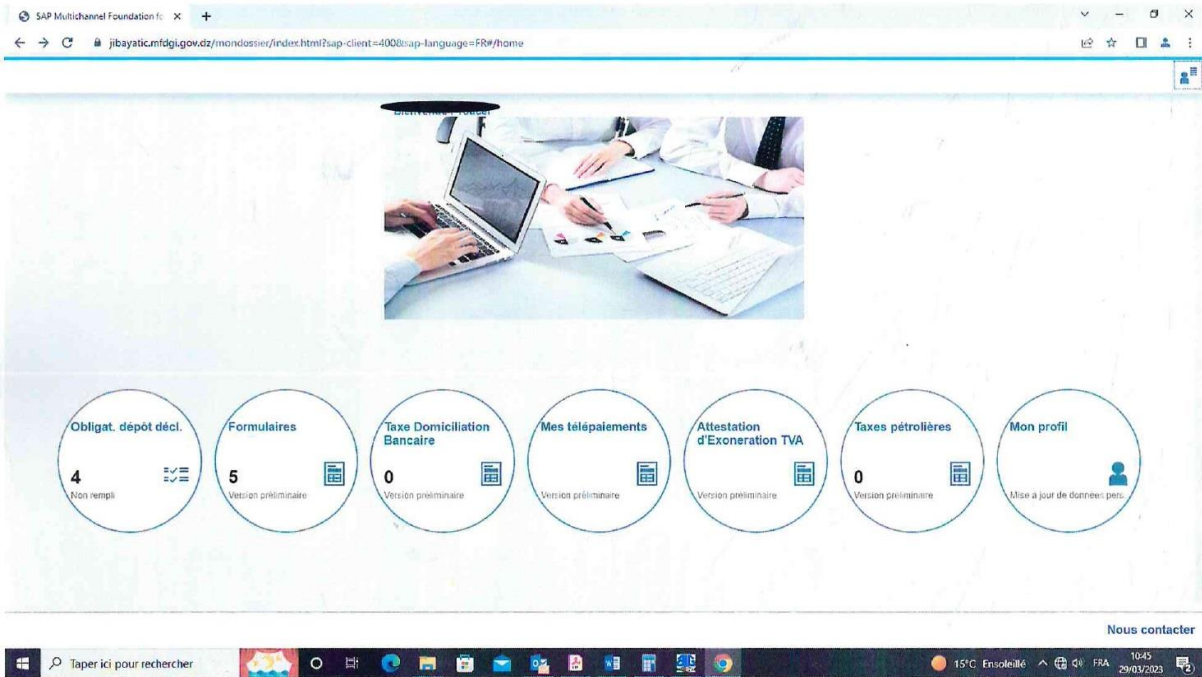 SAP Multichannel Foundation fo
jibayatic.mfdgi.gov.dz/mondossier/index.html?sap-client=400&sap-language=FR#/home
Obligat. dépôt décl.
4
Non rempli
Formulaires
5
Version préliminaire
Taxe Domiciliation
Bancaire
0
Version préliminaire
Mes télépaiements
Version préliminaire
Attestation
d'Exoneration TVA
Version préliminaire
Taxes pétrolières
0
Version préliminaire
Mon profil
Mise à jour de données pers.
Nous contacter
Taper ici pour rechercher
15°C Ensoleillé
FRA
10:45
29/03/2023
2